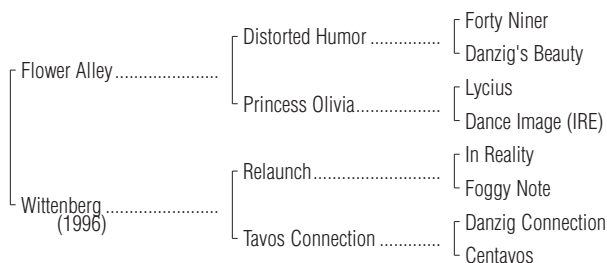 Forty Niner
Distorted Humor ................
Danzig's Beauty
Flower Alley ........................
Lycius
Princess Olivia...................
Dance Image (IRE)
In Reality
Relaunch.............................
Foggy Note
Wittenberg ..........................
(1996)
Danzig Connection
Tavos Connection .............
Centavos